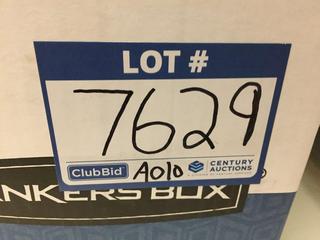 LOT #
7629
ClubBid A010 CENTURY AUCTIONS
NKERS BOX